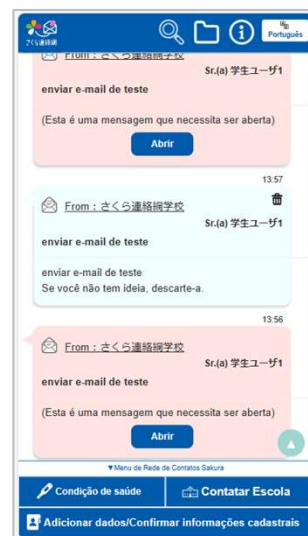 さくら連絡網
Português
From：さくら連絡網学校
Sr.(a) 学生ユーザ1
enviar e-mail de teste
(Esta é uma mensagem que necessita ser aberta)
Abrir
13:57
From：さくら連絡網学校
Sr.(a) 学生ユーザ1
enviar e-mail de teste
enviar e-mail de teste
Se você não tem ideia, descarte-a.
13:56
From：さくら連絡網学校
Sr.(a) 学生ユーザ1
enviar e-mail de teste
(Esta é uma mensagem que necessita ser aberta)
Abrir
▼Menu de Rede de Contatos Sakura
Condição de saúde
Contatar Escola
Adicionar dados/Confirmar informações cadastrais